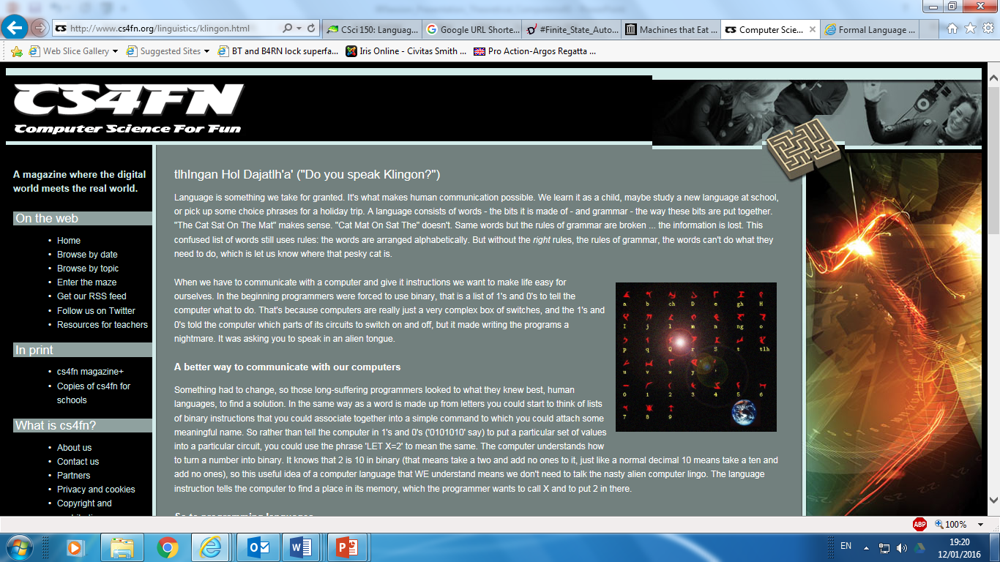 http://www.cs4fn.org/linguistics/klingon.html
CSci 150: Languag...
Google URL Shorte...
#Finite_State_Auto...
Machines that Eat ...
Computer Scie...
Formal Language ...
Web Slice Gallery
Suggested Sites
BT and B4RN lock superfa...
Iris Online - Civitas Smith ...
Pro Action-Argos Regatta ...
CS4FN
Computer Science For Fun
A magazine where the digital
world meets the real world.
On the web
• Home
• Browse by date
• Browse by topic
• Enter the maze
• Get our RSS feed
• Follow us on Twitter
• Resources for teachers
In print
• cs4fn magazine+
• Copies of cs4fn for
schools
What is cs4fn?
• About us
• Contact us
• Partners
• Privacy and cookies
• Copyright and
tlhIngan Hol Dajatlh'a' ("Do you speak Klingon?")
Language is something we take for granted. It's what makes human communication possible. We learn it as a child, maybe study a new language at school,
or pick up some choice phrases for a holiday trip. A language consists of words - the bits it is made of - and grammar - the way these bits are put together.
"The Cat Sat On The Mat" makes sense. "Cat Mat On Sat The" doesn't. Same words but the rules of grammar are broken ... the information is lost. This
confused list of words still uses rules: the words are arranged alphabetically. But without the right rules, the rules of grammar, the words can't do what they
need to do, which is let us know where that pesky cat is.
When we have to communicate with a computer and give it instructions we want to make life easy for
ourselves. In the beginning programmers were forced to use binary, that is a list of 1's and 0's to tell the
computer what to do. That's because computers are really just a very complex box of switches, and the 1's and
0's told the computer which parts of its circuits to switch on and off, but it made writing the programs a
nightmare. It was asking you to speak in an alien tongue.
a b ch D e gh H
I j l m n ng o
p q Q r S t tlh
u v w y '
0 1 2 3 4 5 6
7 8 9
A better way to communicate with our computers
Something had to change, so those long-suffering programmers looked to what they knew best, human
languages, to find a solution. In the same way as a word is made up from letters you could start to think of lists
of binary instructions that you could associate together into a simple command to which you could attach some
meaningful name. So rather than tell the computer in 1's and 0's ('0101010' say) to put a particular set of values
into a particular circuit, you could use the phrase 'LET X=2' to mean the same. The computer understands how
to turn a number into binary. It knows that 2 is 10 in binary (that means take a two and add no ones to it, just like a normal decimal 10 means take a ten and
add no ones), so this useful idea of a computer language that WE understand means we don't need to talk the nasty alien computer lingo. The language
instruction tells the computer to find a place in its memory, which the programmer wants to call X and to put 2 in there.
So to programming languages
ABP
100%
EN
19:20
12/01/2016